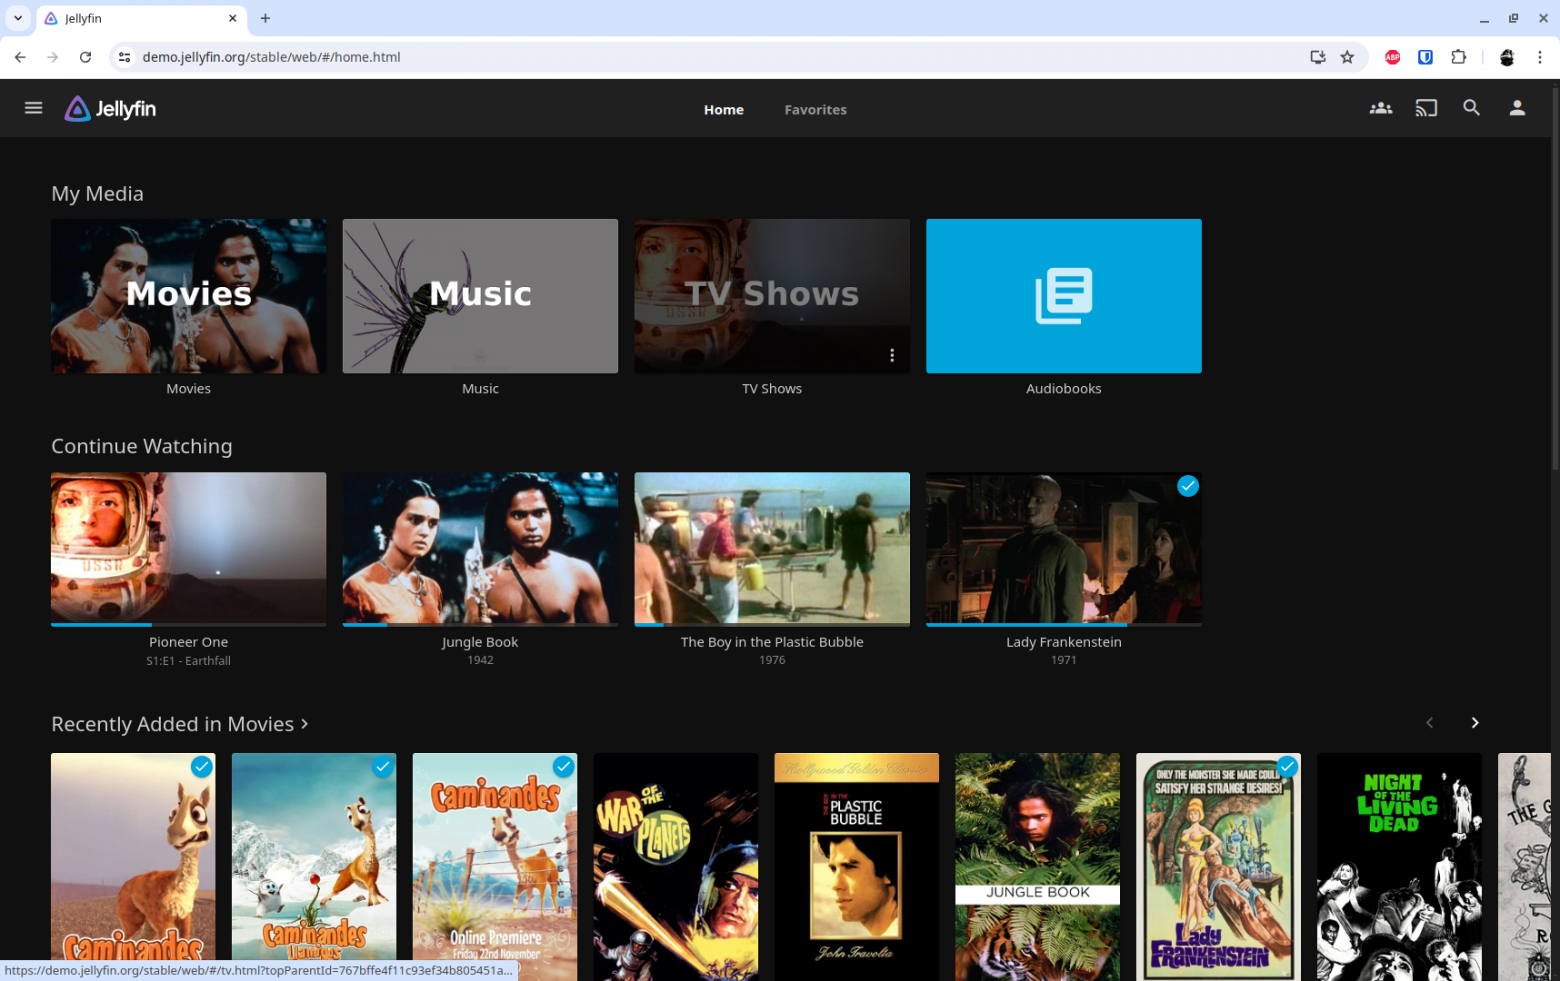 Jellyfin
demo.jellyfin.org/stable/web/#/home.html
ABP
Jellyfin
Home
Favorites
My Media
Movies
Music
TV Shows
USSR
Movies
Music
TV Shows
Audiobooks
Continue Watching
USSR
Pioneer One
S1:E1 - Earthfall
Jungle Book
1942
The Boy in the Plastic Bubble
1976
Lady Frankenstein
1971
Recently Added in Movies
Caminandes
Caminandes
Llamigos
Caminandes
Online Premiere
Friday 22nd November
WAR
OF THE
PLANETS
Hollywood Golden Classics
IN THE
PLASTIC
BUBBLE
John Travolta
JUNGLE BOOK
ONLY THE MONSTER SHE MADE COULD
SATISFY HER STRANGE DESIRES!
Lady
FRANKENSTEIN
NIGHT
OF THE
LIVING
DEAD
THE G
https://demo.jellyfin.org/stable/web/#/tv.html?topParentId=767bffe4f11c93ef34b805451a...